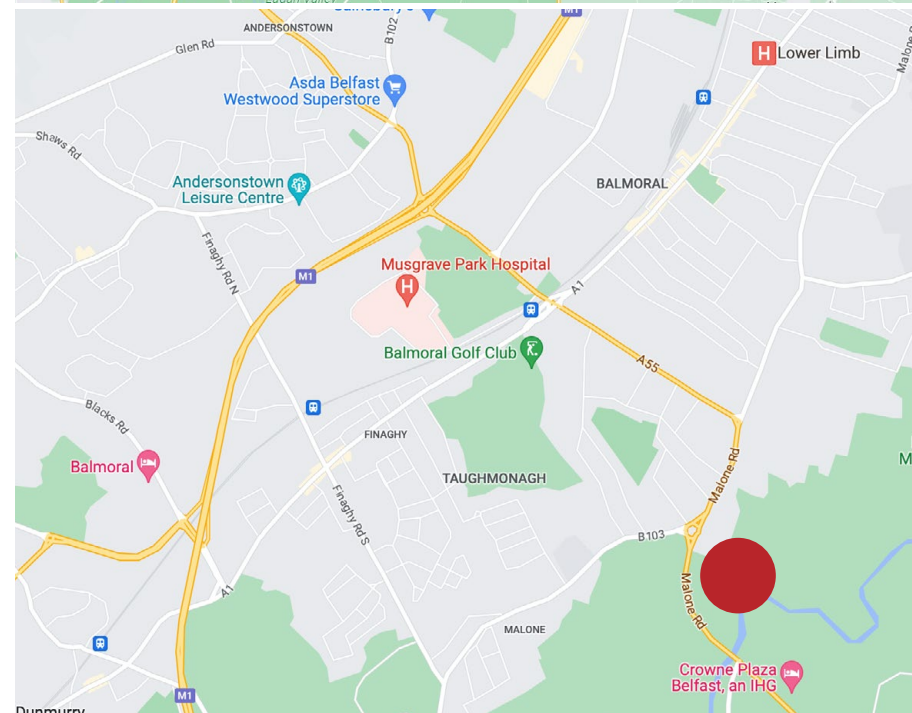 M1
ANDERSONSTOWN
B102
Glen Rd
Lower Limb
Asda Belfast
Westwood Superstore
Shaws Rd
Andersonstown
Leisure Centre
BALMORAL
Finaghy Rd N
Musgrave Park Hospital
M1
A1
Balmoral Golf Club
A55
Blacks Rd
FINAGHY
Balmoral
TAUGHMONAGH
Malone Rd
Finaghy Rd S
B103
Malone Rd
A1
MALONE
Crowne Plaza
Belfast, an IHG
M1